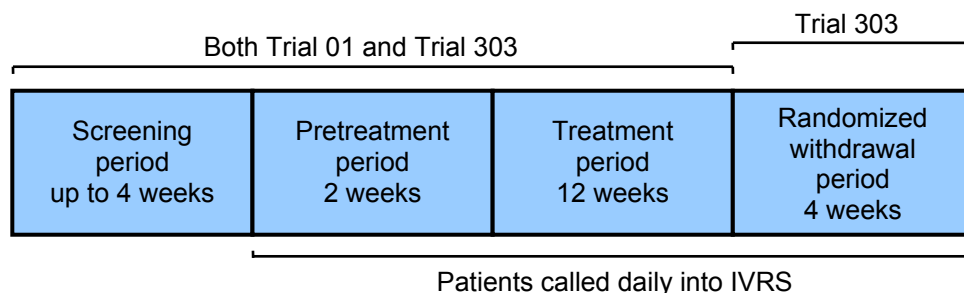 Trial 303
Both Trial 01 and Trial 303
Screening
period
up to 4 weeks
Pretreatment
period
2 weeks
Treatment
period
12 weeks
Randomized
withdrawal
period
4 weeks
Patients called daily into IVRS